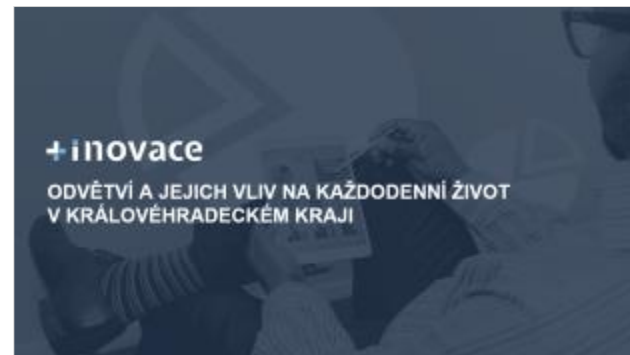 +inovace
ODVĚTVÍ A JEJICH VLIV NA KAŽDODENNÍ ŽIVOT
V KRÁLOVÉHRADECKÉM KRAJI